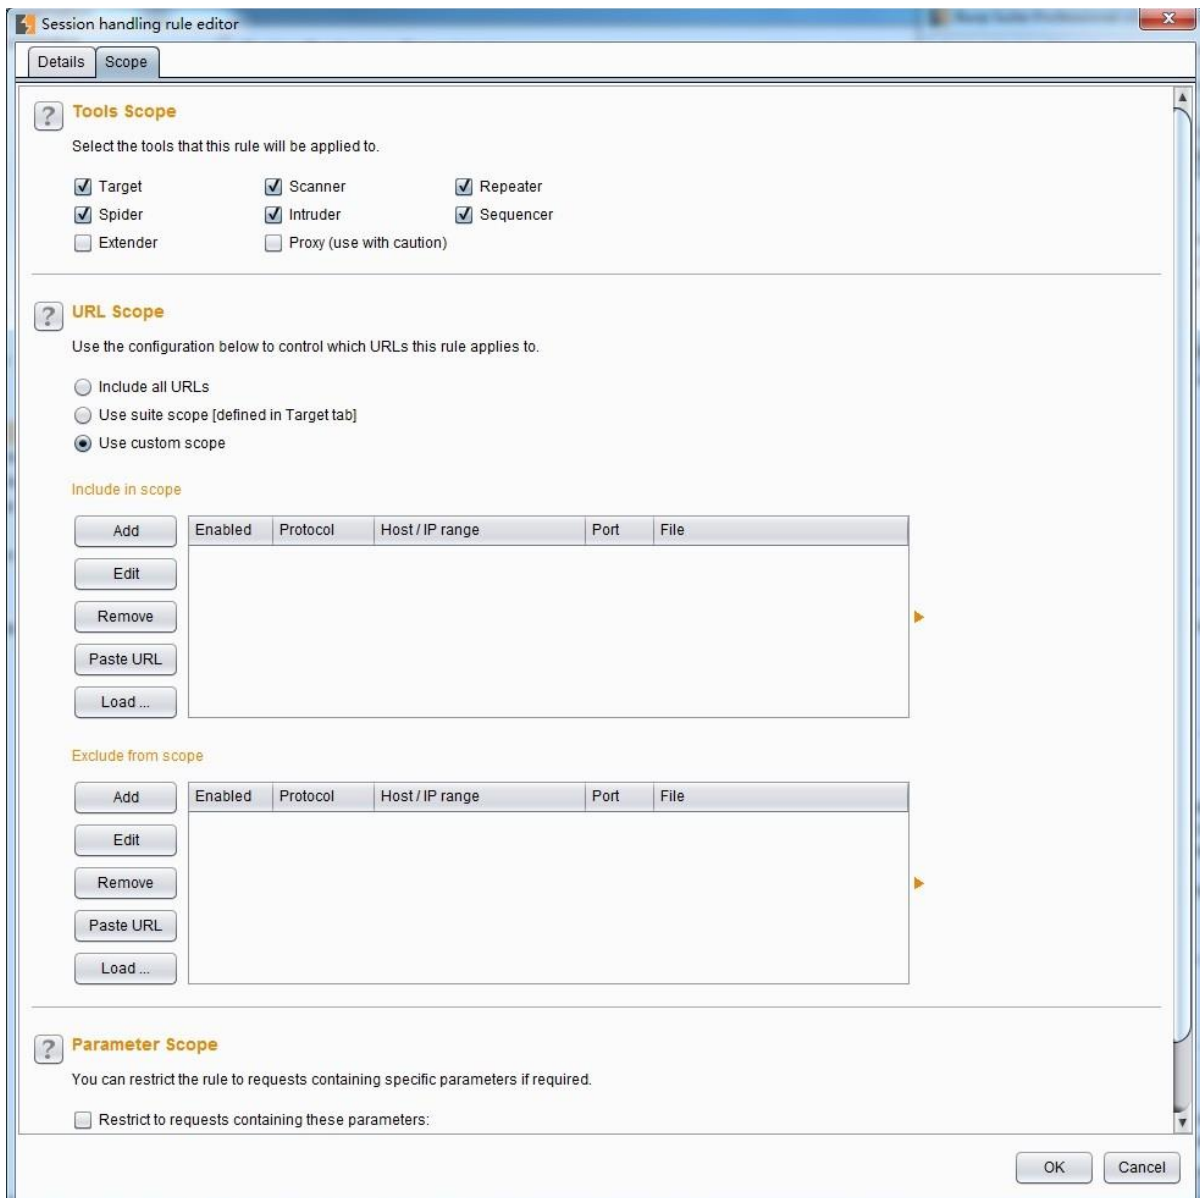 Session handling rule editor
Details Scope
? Tools Scope
Select the tools that this rule will be applied to.
Target Scanner Repeater
Spider Intruder Sequencer
Extender Proxy (use with caution)
? URL Scope
Use the configuration below to control which URLs this rule applies to.
Include all URLs
Use suite scope [defined in Target tab]
Use custom scope
Include in scope
Add Enabled Protocol Host / IP range Port File
Edit
Remove
Paste URL
Load ...
Exclude from scope
Add Enabled Protocol Host / IP range Port File
Edit
Remove
Paste URL
Load ...
? Parameter Scope
You can restrict the rule to requests containing specific parameters if required.
Restrict to requests containing these parameters:
OK Cancel